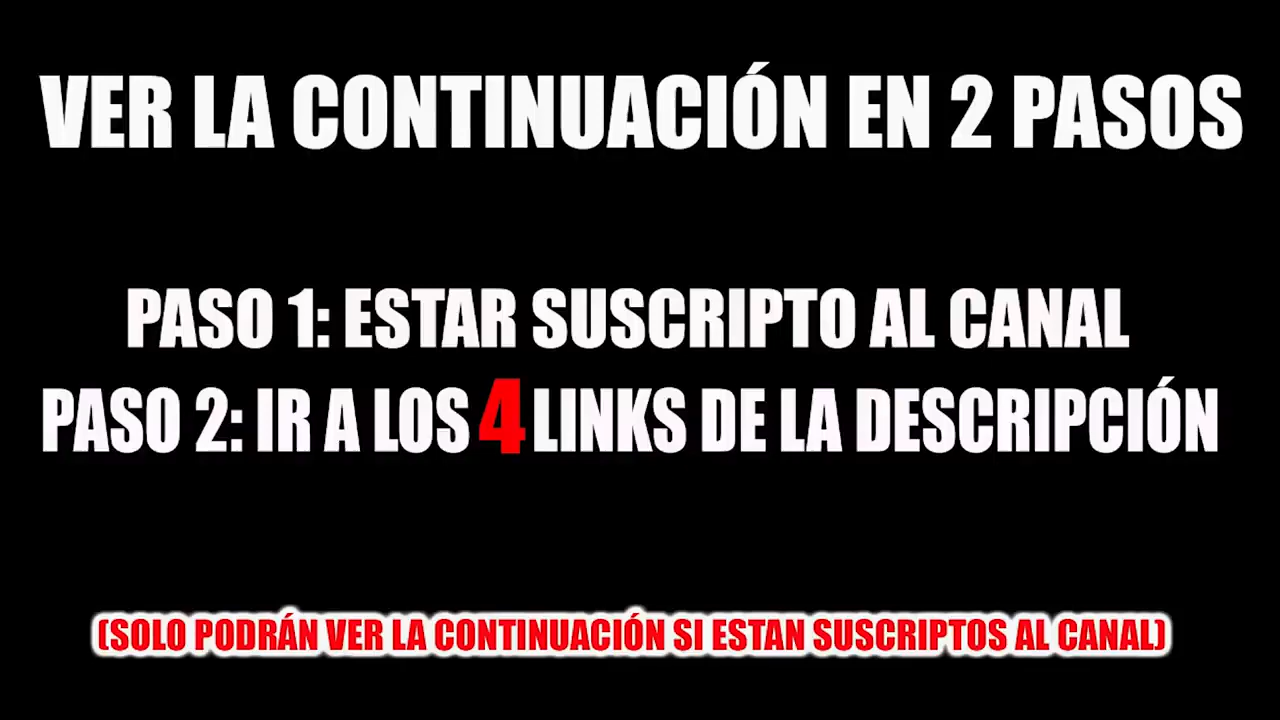 VER LA CONTINUACIÓN EN 2 PASOS
PASO 1: ESTAR SUSCRIPTO AL CANAL
PASO 2: IR A LOS 4 LINKS DE LA DESCRIPCIÓN
(SOLO PODRÁN VER LA CONTINUACIÓN SI ESTAN SUSCRIPTOS AL CANAL)